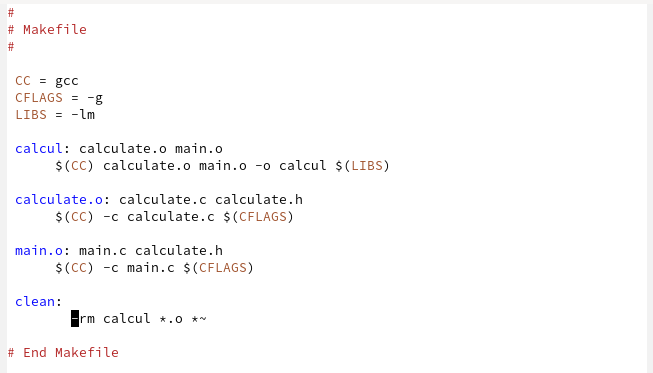 #
# Makefile
#
CC = gcc
CFLAGS = -g
LIBS = -lm
calcul: calculate.o main.o
$(CC) calculate.o main.o -o calcul $(LIBS)
calculate.o: calculate.c calculate.h
$(CC) -c calculate.c $(CFLAGS)
main.o: main.c calculate.h
$(CC) -c main.c $(CFLAGS)
clean:
-rm calcul *.o *~
# End Makefile